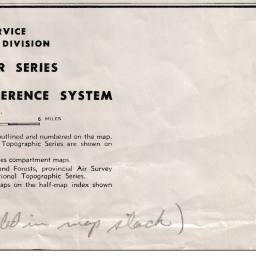 RVICE
DIVISION
R SERIES
ERENCE SYSTEM
6 MILES
outlined and numbered on the map.
Topographic Series are shown on
es compartment maps.
and Forests, provincial Air Survey
tional Topographic Series.
aps on the half-map index shown
in map stack)